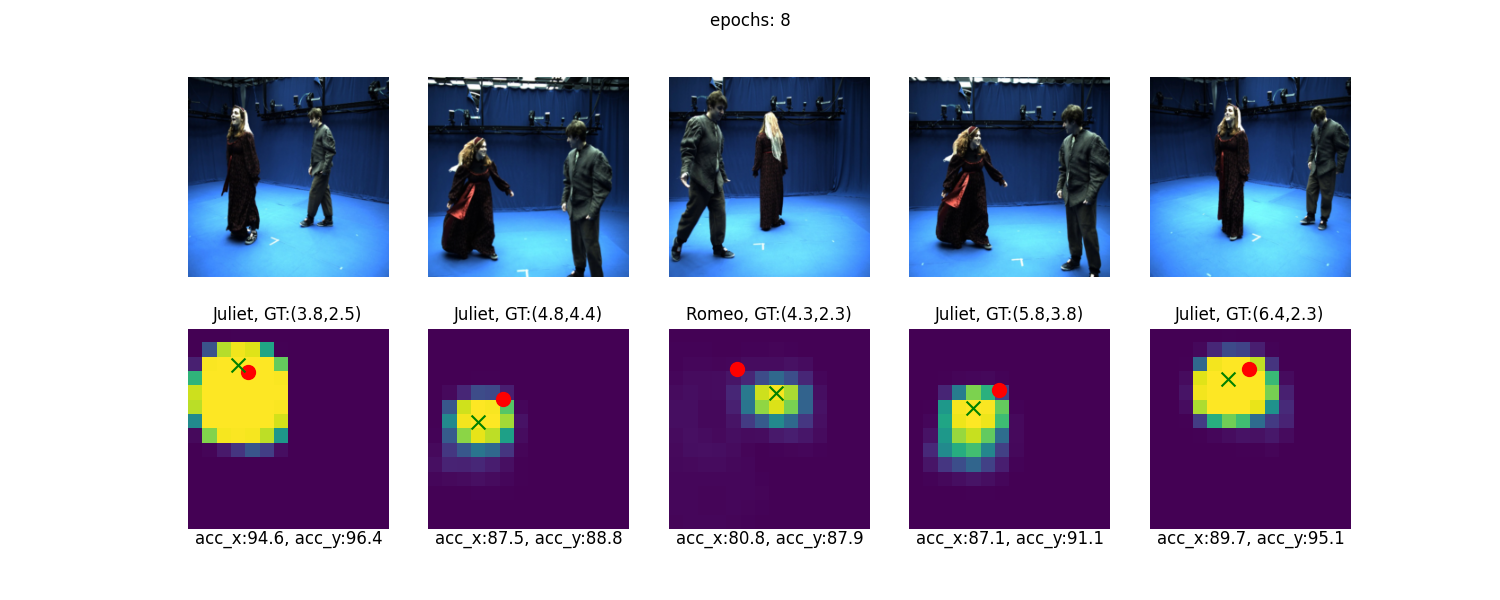 epochs: 8
Juliet, GT:(3.8,2.5)
Juliet, GT:(4.8,4.4)
Romeo, GT:(4.3,2.3)
Juliet, GT:(5.8,3.8)
Juliet, GT:(6.4,2.3)
acc_x:94.6, acc_y:96.4
acc_x:87.5, acc_y:88.8
acc_x:80.8, acc_y:87.9
acc_x:87.1, acc_y:91.1
acc_x:89.7, acc_y:95.1